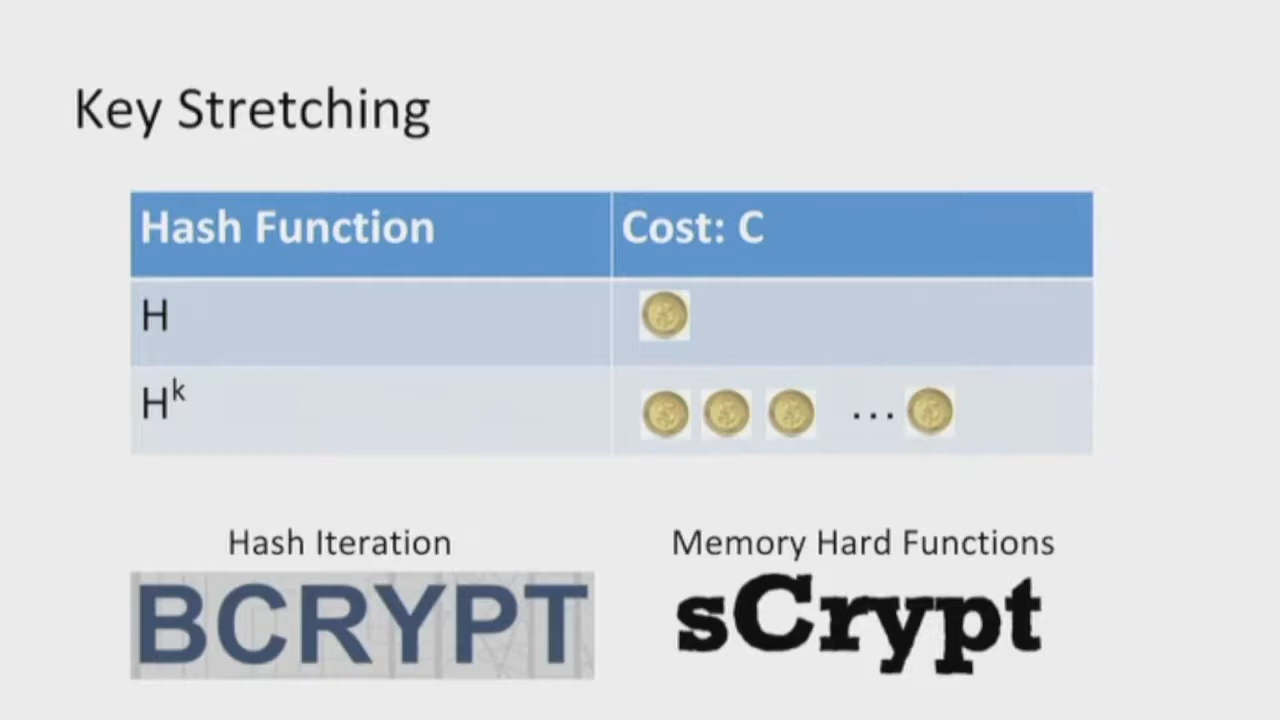 Key Stretching
Hash Function
Cost: C
H
H^k
...
Hash Iteration
Memory Hard Functions
BCRYPT
sCrypt